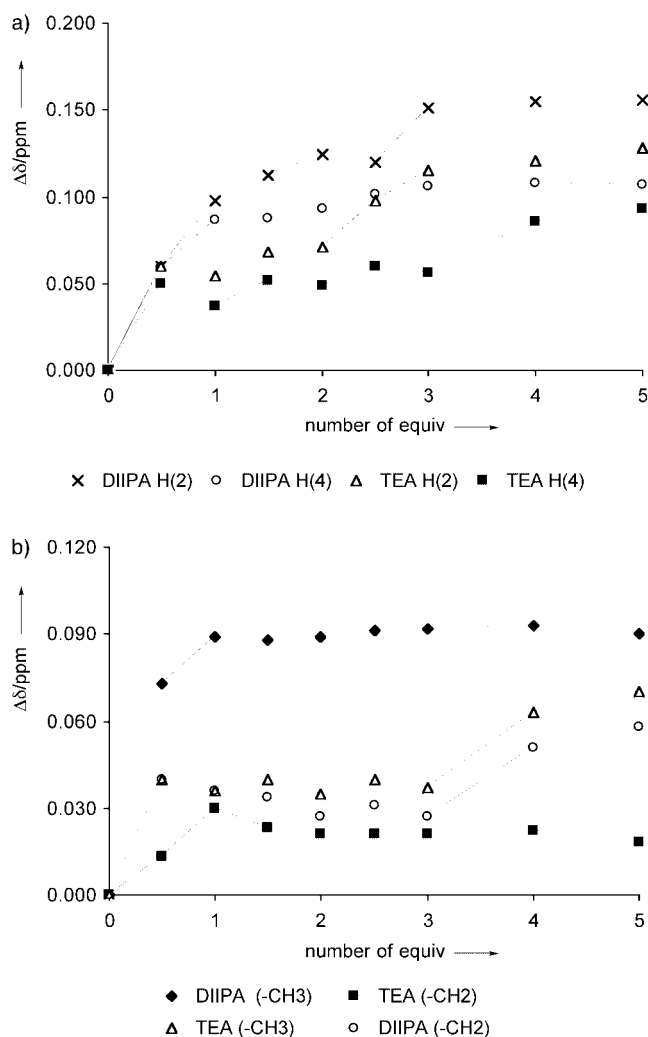 a)
0.200
0.150
0.100
0.050
0.000
Δδ/ppm
0 1 2 3 4 5
number of equiv
DIIPA H(2) DIIPA H(4) TEA H(2) TEA H(4)
b)
0.120
0.090
0.060
0.030
0.000
Δδ/ppm
0 1 2 3 4 5
number of equiv
DIIPA (-CH3) TEA (-CH2)
TEA (-CH3) DIIPA (-CH2)